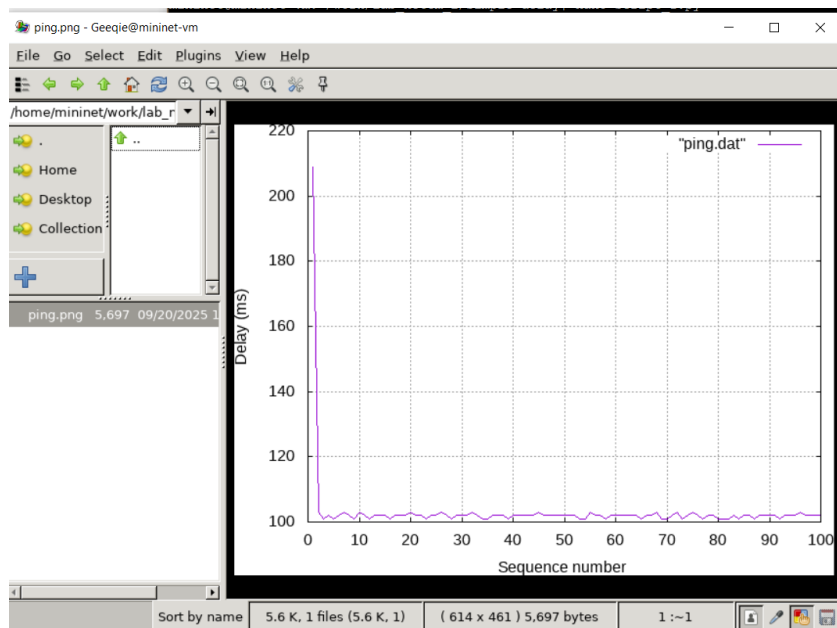 ping.png - Geeqie@mininet-vm
File Go Select Edit Plugins View Help
/home/mininet/work/lab_r
.
Home
Desktop
Collection
..
ping.png 5,697 09/20/2025 1
"ping.dat"
220
200
180
160
140
120
100
Delay (ms)
0 10 20 30 40 50 60 70 80 90 100
Sequence number
Sort by name 5.6 K, 1 files (5.6 K, 1) ( 614 x 461 ) 5,697 bytes 1 :~1